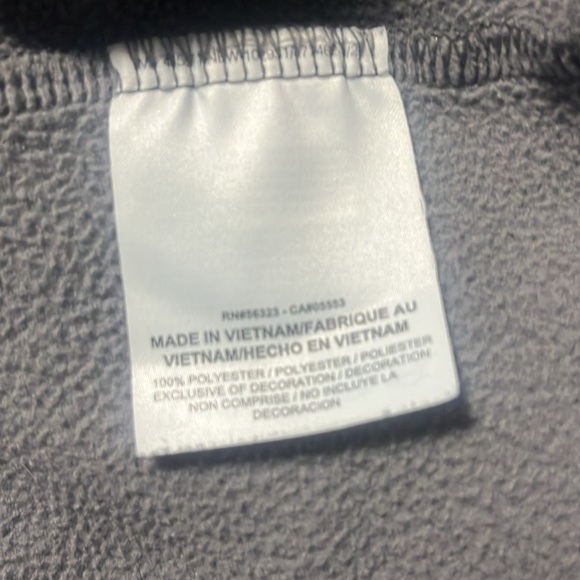 RN#56323 - CA#05553
MADE IN VIETNAM/FABRIQUE AU
VIETNAM/HECHO EN VIETNAM
100% POLYESTER / POLYESTER / POLIESTER
EXCLUSIVE OF DECORATION / DECORATION
NON COMPRISE / NO INCLUYE LA
DECORACION